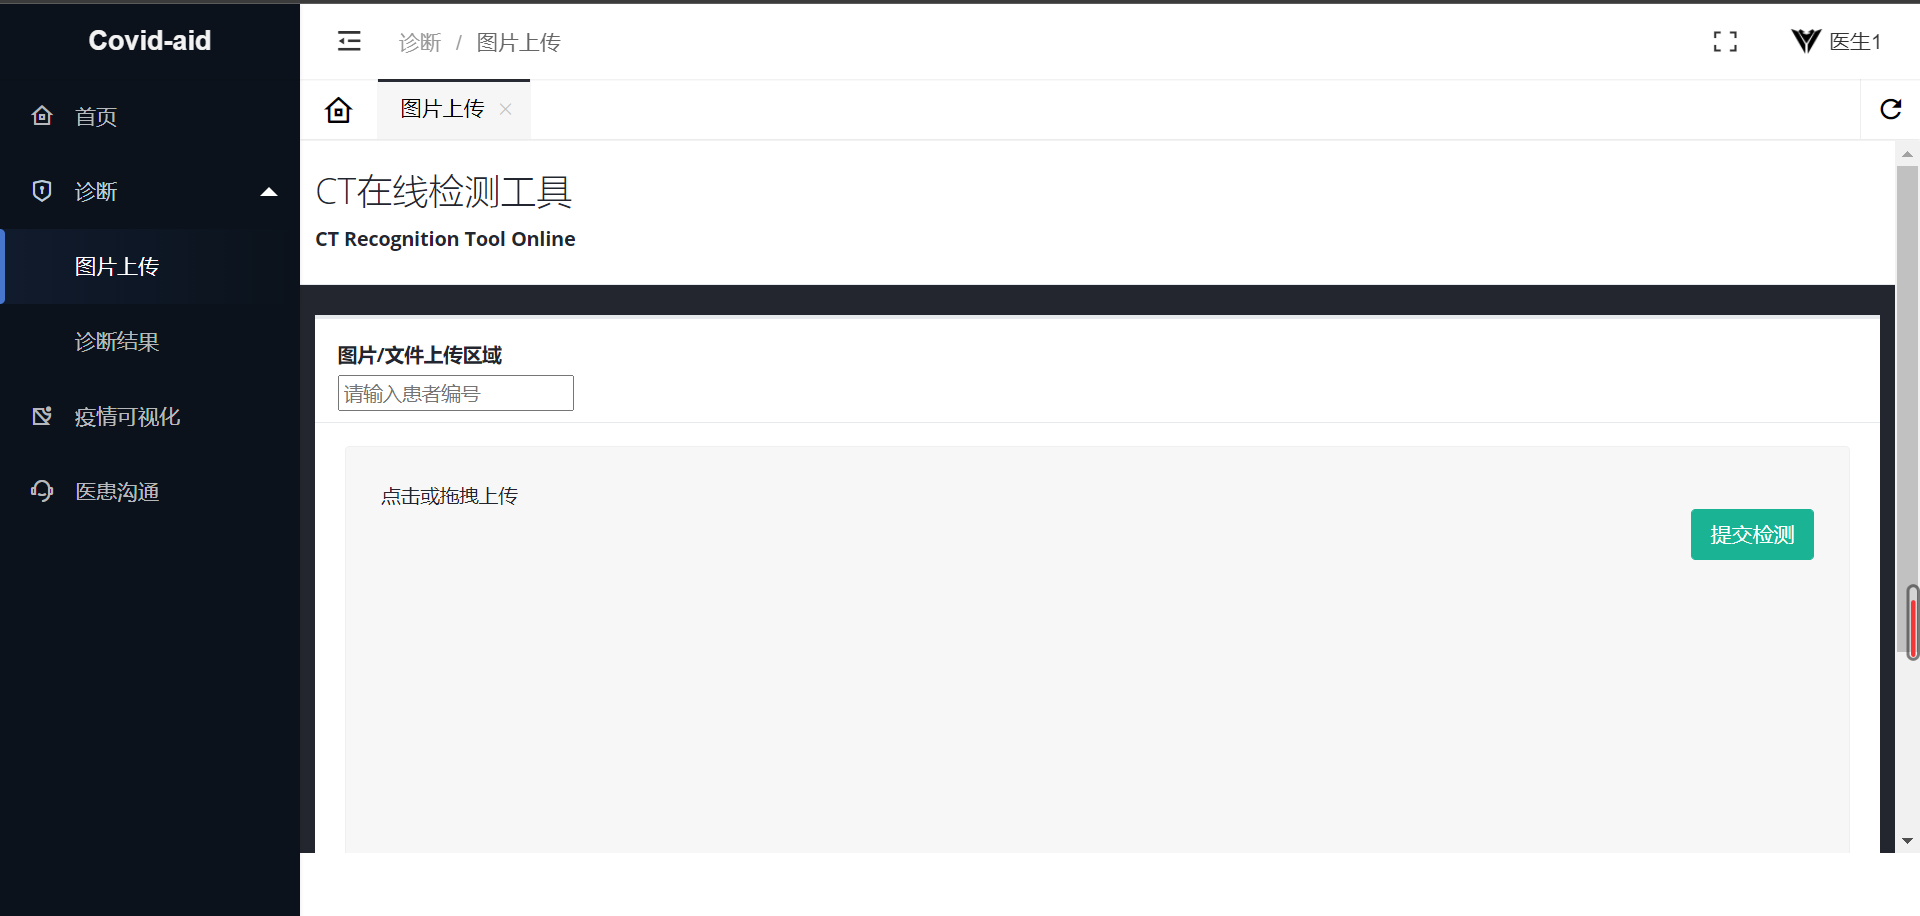 Covid-aid
首页
诊断
图片上传
诊断结果
疫情可视化
医患沟通
诊断 / 图片上传
医生1
图片上传
CT在线检测工具
CT Recognition Tool Online
图片/文件上传区域
请输入患者编号
点击或拖拽上传
提交检测